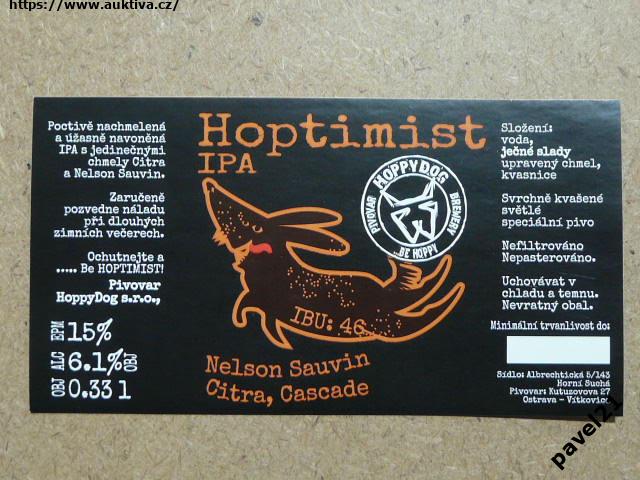 https://www.auktiva.cz/
Poctivě nachmelená
a úžasně navoněná
IPA s jedinečnými
chmely Citra
a Nelson Sauvin.
Zaručeně
pozvedne náladu
při dlouhých
zimních večerech.
Ochutnejte a
..... Be HOPTIMIST!
Pivovar
HoppyDog s.r.o.,
EPM 15%
ALC 6.1% OBJ
OBJ 0.33 l
Hoptimist
IPA
HOPPYDOG
PIVOVAR
BREWERY
...BE HOPPY
IBU: 46
Nelson Sauvin
Citra, Cascade
Složení:
voda,
ječné slady
upravený chmel,
kvasnice
Svrchně kvašené
světlé
speciální pivo
Nefiltrováno
Nepasterováno.
Uchovávat v
chladu a temnu.
Nevratný obal.
Minimální trvanlivost do:
Sídlo: Albrechtická 5/143
Horní Suchá
Pivovar: Kutuzovova 27
Ostrava - Vítkovice
pavel21